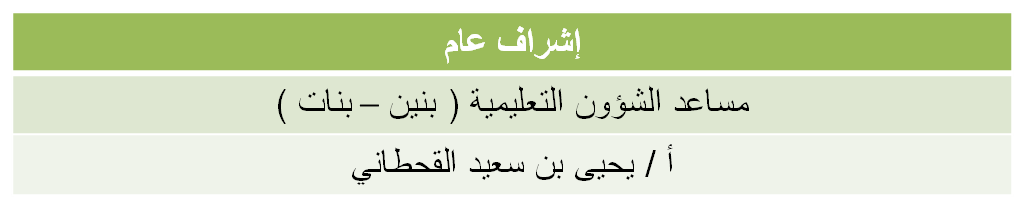 إشراف عام
مساعد الشؤون التعليمية ( بنين – بنات )
أ / يحيى بن سعيد القحطاني